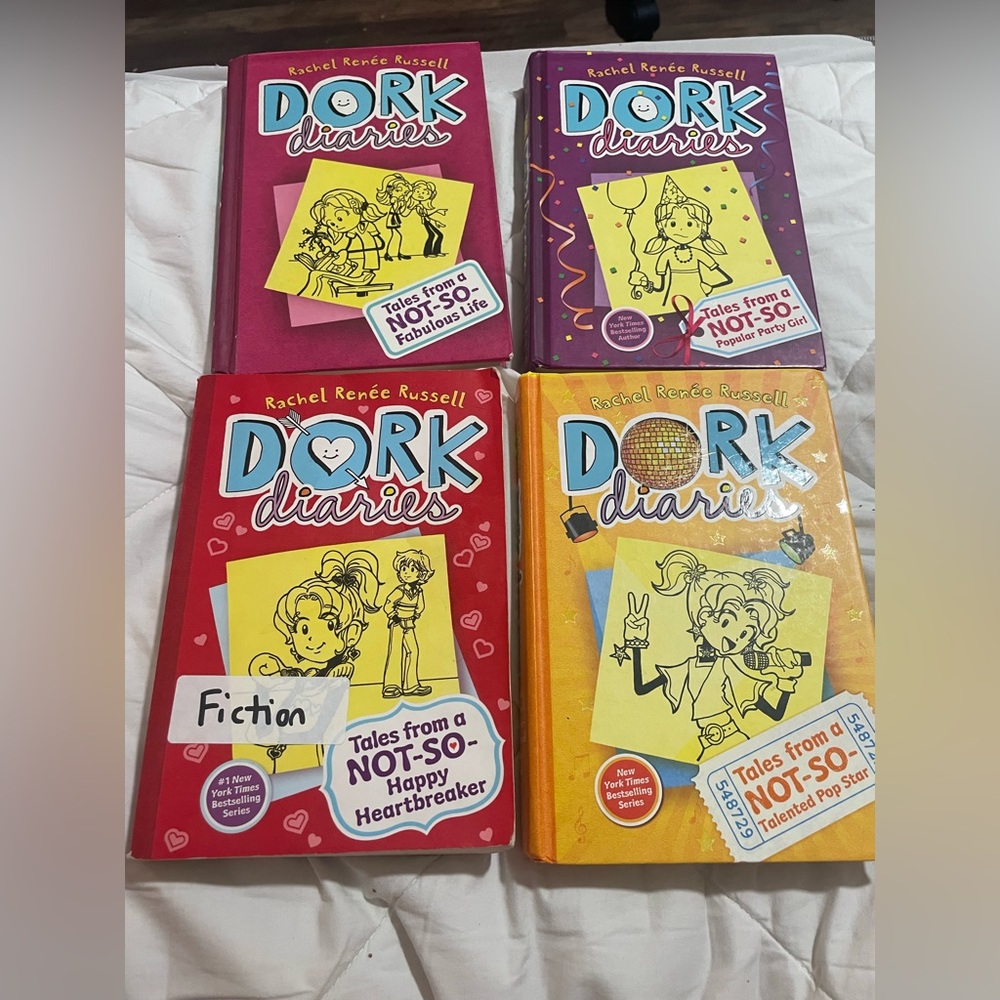 Rachel Renée Russell
DORK
diaries
Tales from a
NOT-SO-
Fabulous Life
Rachel Renée Russell
DORK
diaries
New
York Times
Bestselling
Author
Tales from a
NOT-SO-
Popular Party Girl
Rachel Renée Russell
DORK
diaries
Fiction
#1 New
York Times
Bestselling
Series
Tales from a
NOT-SO-
Happy
Heartbreaker
Rachel Renée Russell
DORK
diaries
New
York Times
Bestselling
Series
548729
Tales from a
NOT-SO-
Talented Pop Star